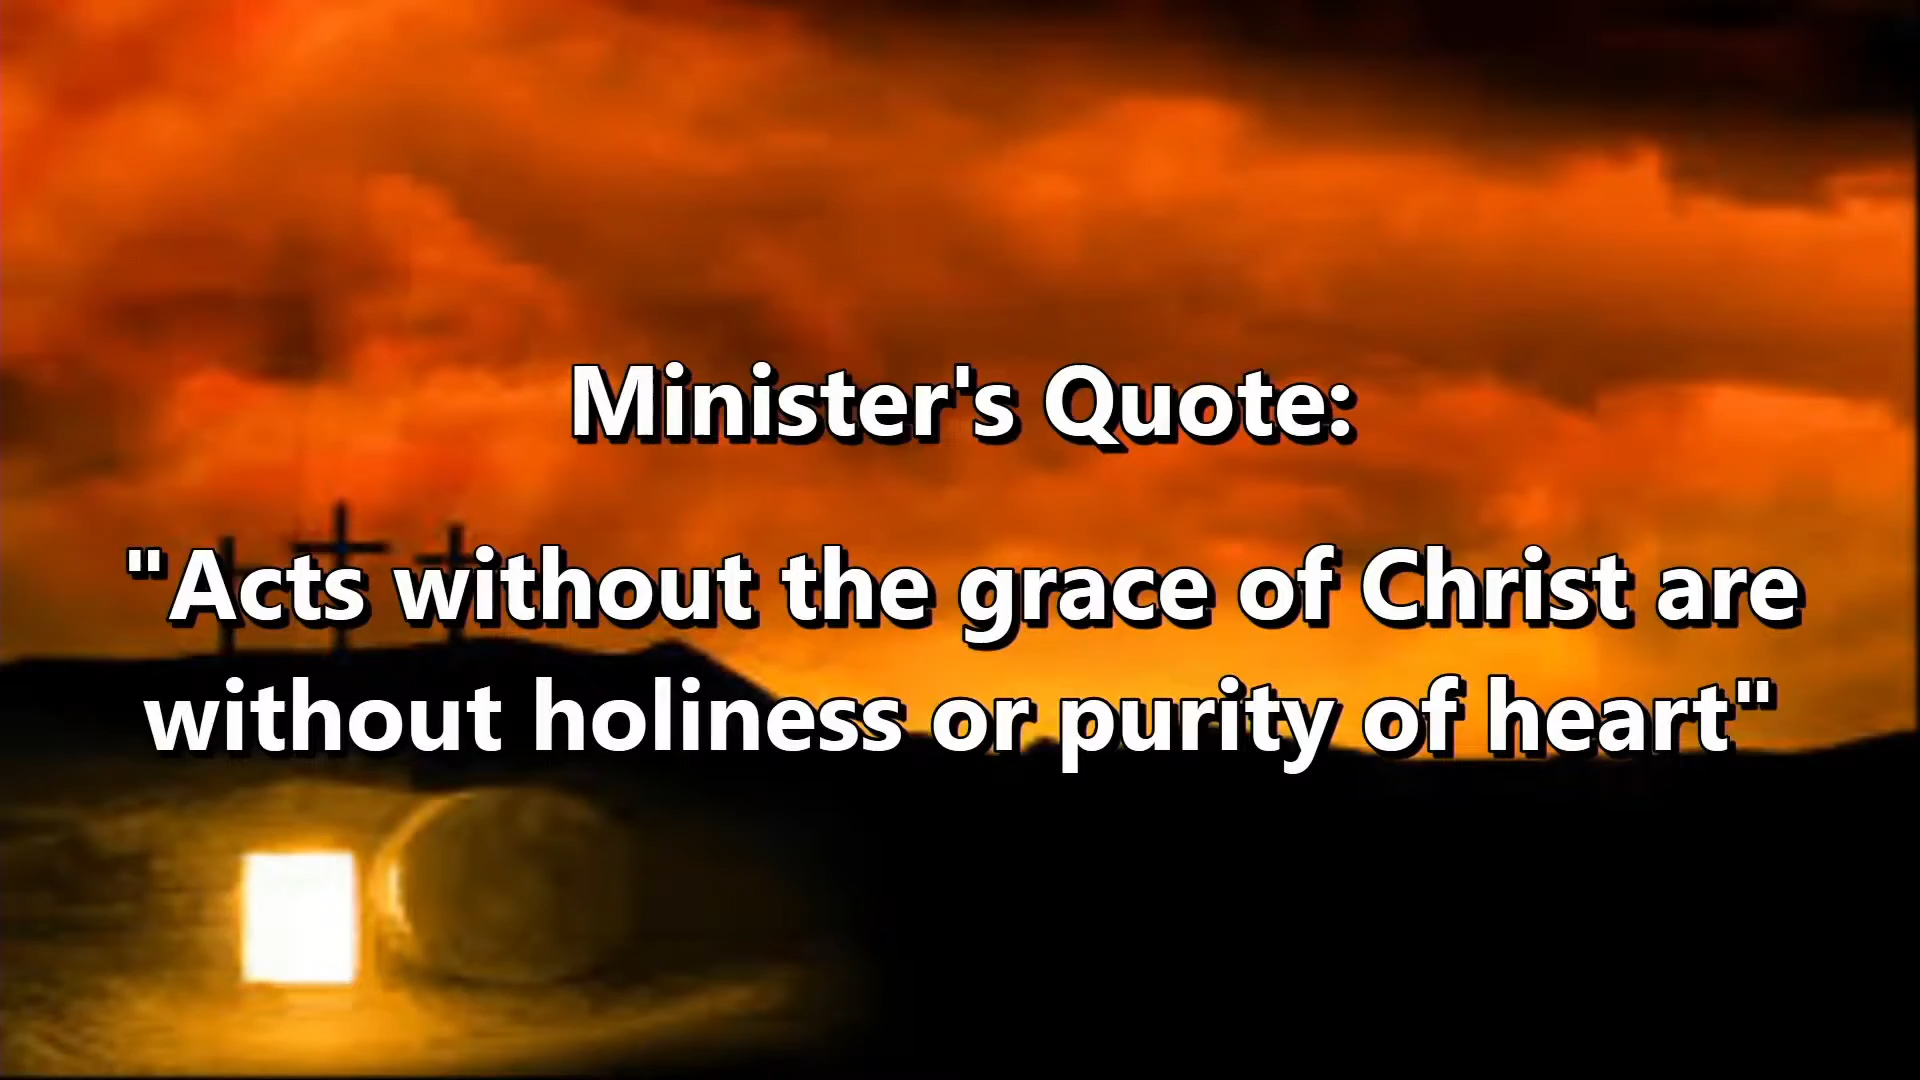 Minister's Quote:
"Acts without the grace of Christ are
without holiness or purity of heart"